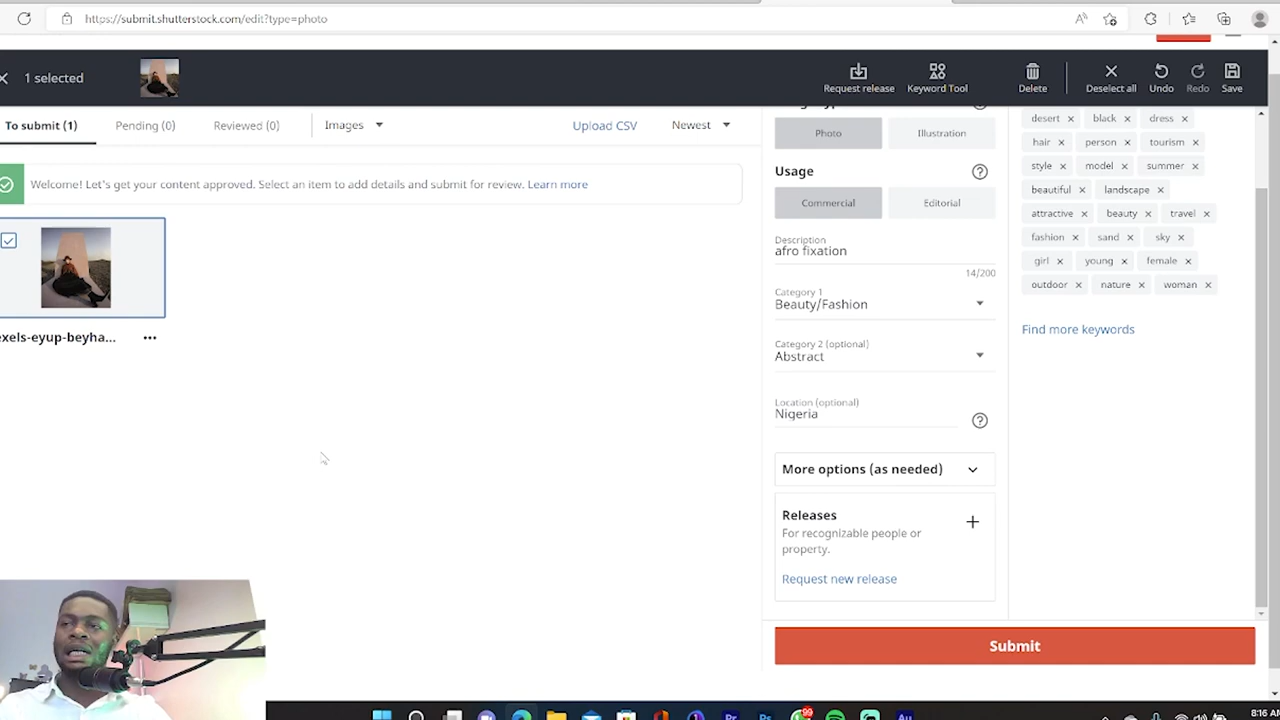 https://submit.shutterstock.com/edit?type=photo
1 selected
Request release
Keyword Tool
Delete
Deselect all
Undo
Redo
Save
To submit (1)
Pending (0)
Reviewed (0)
Images
Upload CSV
Newest
Welcome! Let's get your content approved. Select an item to add details and submit for review. Learn more
exels-eyup-beyha...
Photo
Illustration
Usage
Commercial
Editorial
Description
afro fixation
14/200
Category 1
Beauty/Fashion
Category 2 (optional)
Abstract
Location (optional)
Nigeria
More options (as needed)
Releases
For recognizable people or
property.
Request new release
desert × black × dress ×
hair × person × tourism ×
style × model × summer ×
beautiful × landscape ×
attractive × beauty × travel ×
fashion × sand × sky ×
girl × young × female ×
outdoor × nature × woman ×
Find more keywords
Submit
99
Pr
Ps
Au
8:16 AM